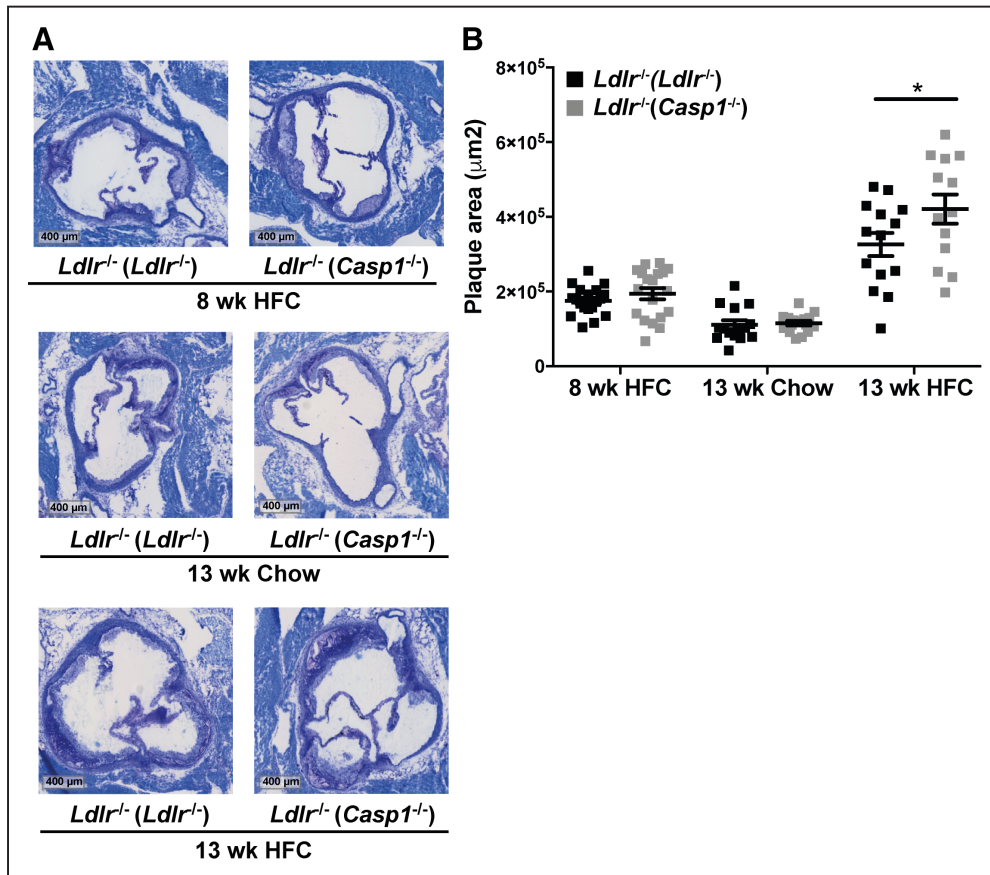 A
400 µm
400 µm
Ldlr⁻/⁻ (Ldlr⁻/⁻)
Ldlr⁻/⁻ (Casp1⁻/⁻)
8 wk HFC
400 µm
400 µm
Ldlr⁻/⁻ (Ldlr⁻/⁻)
Ldlr⁻/⁻ (Casp1⁻/⁻)
13 wk Chow
400 µm
400 µm
Ldlr⁻/⁻ (Ldlr⁻/⁻)
Ldlr⁻/⁻ (Casp1⁻/⁻)
13 wk HFC
B
Plaque area (µm2)
8×10⁵
6×10⁵
4×10⁵
2×10⁵
0
Ldlr⁻/⁻(Ldlr⁻/⁻)
Ldlr⁻/⁻(Casp1⁻/⁻)
*
8 wk HFC
13 wk Chow
13 wk HFC